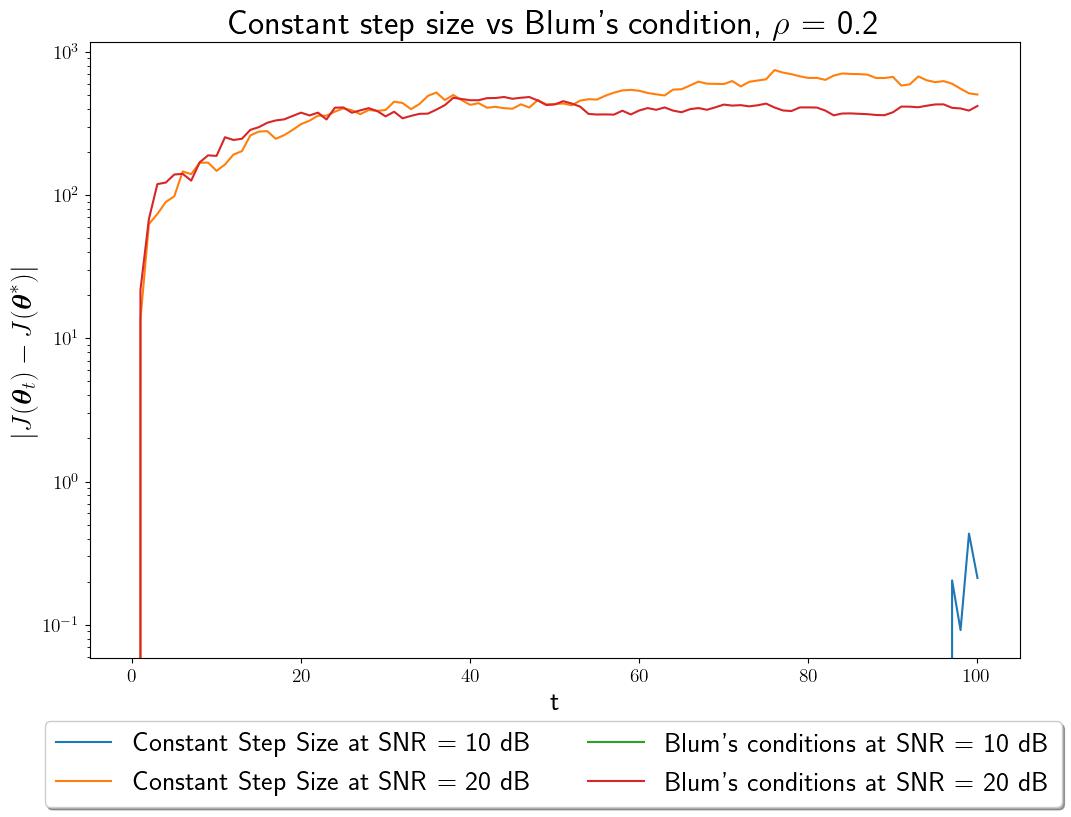 Constant step size vs Blum's condition, ρ = 0.2
|J(θₜ) − J(θ*)|
10³
10²
10¹
10⁰
10⁻¹
0 20 40 60 80 100
t
Constant Step Size at SNR = 10 dB
Constant Step Size at SNR = 20 dB
Blum's conditions at SNR = 10 dB
Blum's conditions at SNR = 20 dB